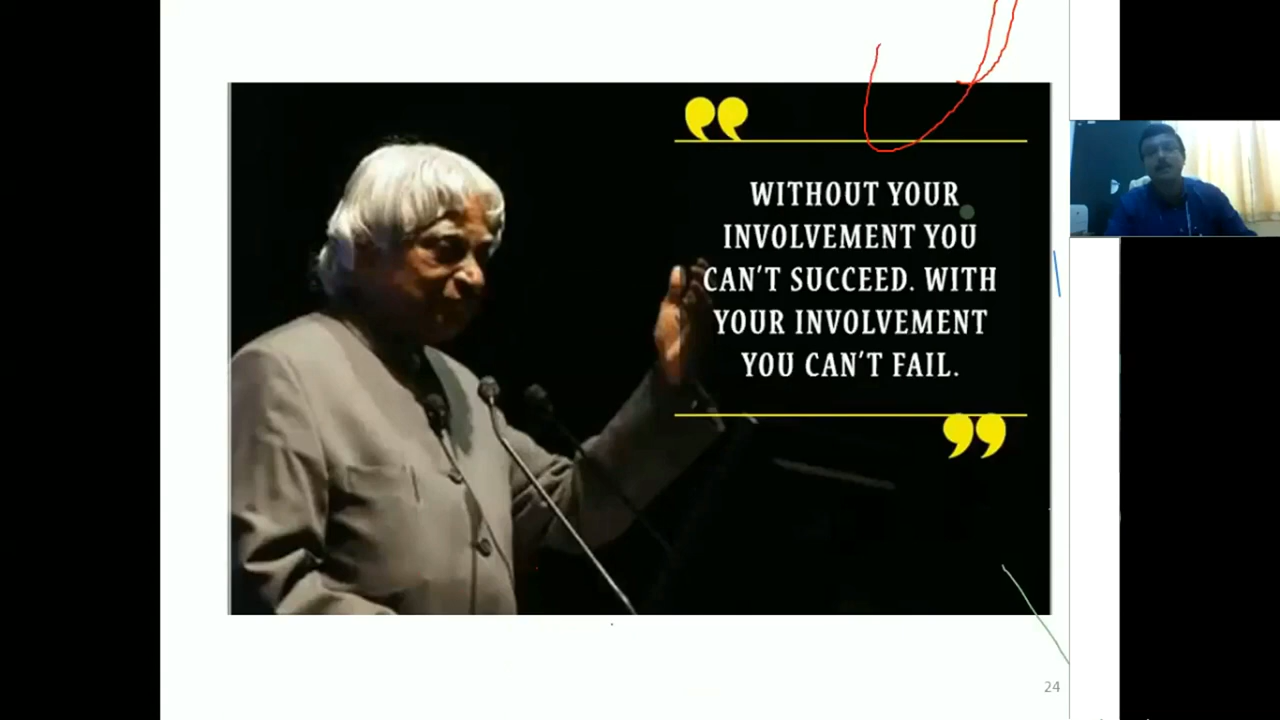 WITHOUT YOUR
INVOLVEMENT YOU
CAN'T SUCCEED. WITH
YOUR INVOLVEMENT
YOU CAN'T FAIL.
24